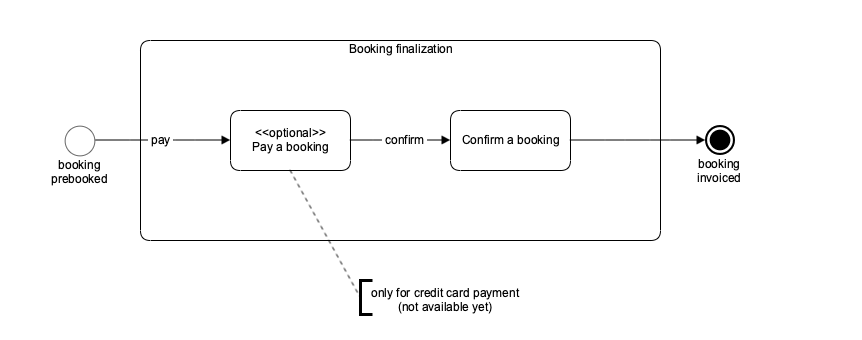 Booking finalization
pay
<<optional>>
Pay a booking
confirm
Confirm a booking
booking
prebooked
booking
invoiced
only for credit card payment
(not available yet)